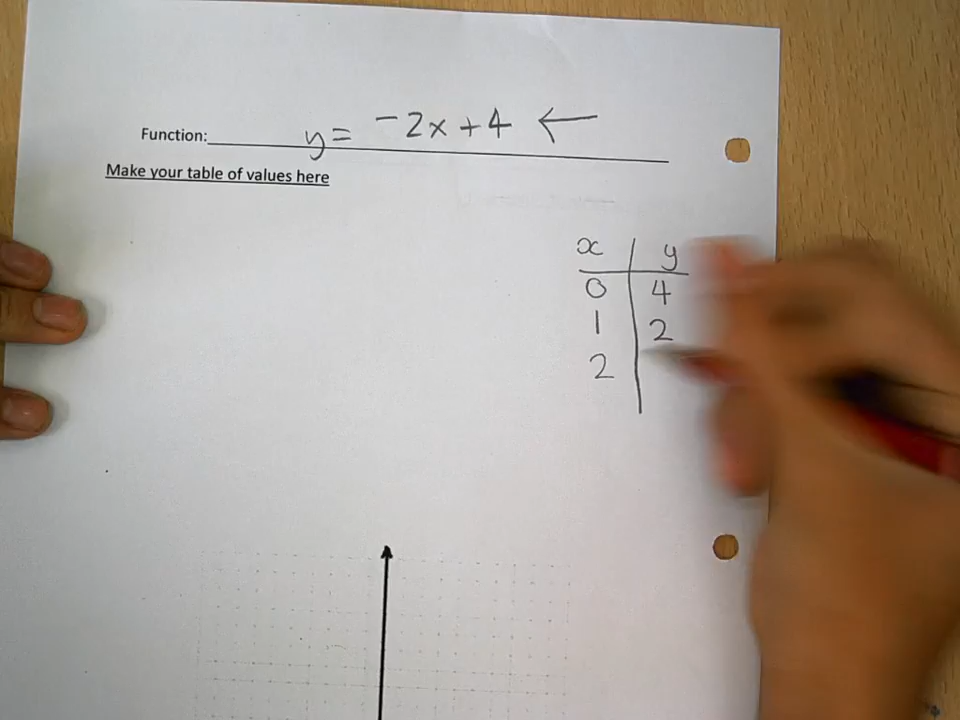 Function: y = -2x+4 ←
Make your table of values here
x y
0 4
1 2
2